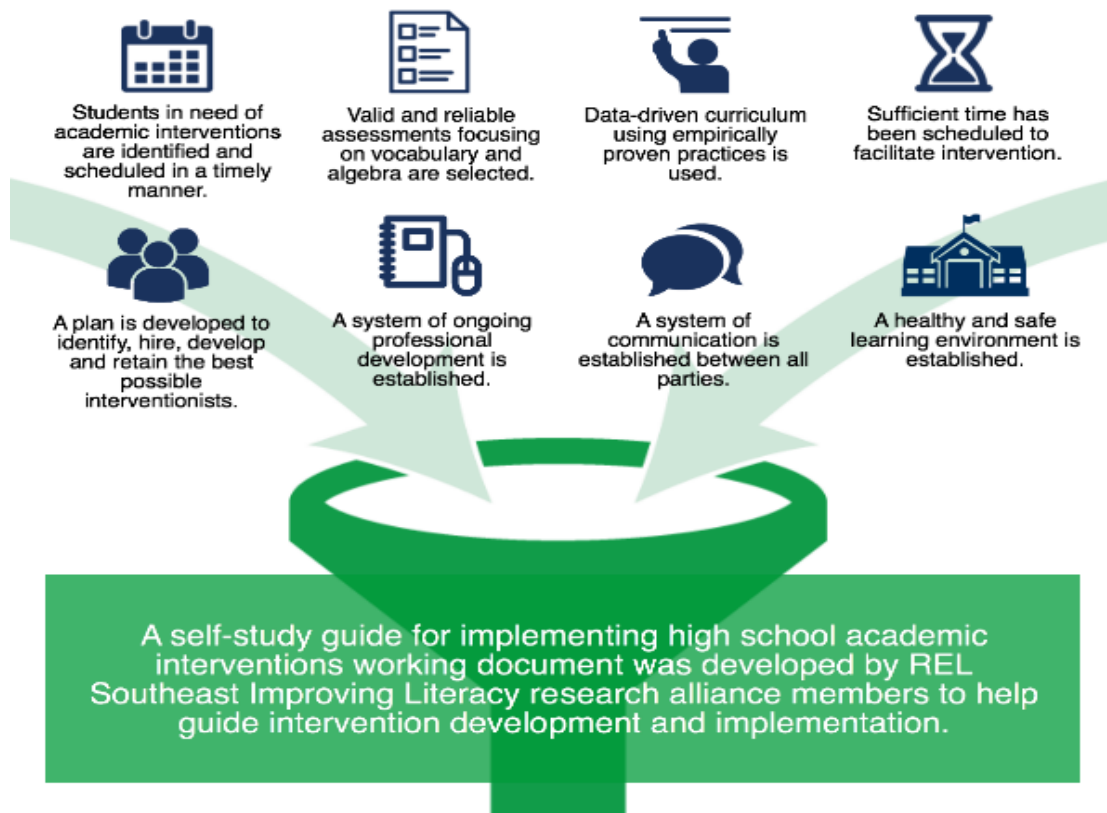 Students in need of
academic interventions
are identified and
scheduled in a timely
manner.
Valid and reliable
assessments focusing
on vocabulary and
algebra are selected.
Data-driven curriculum
using empirically
proven practices is
used.
Sufficient time has
been scheduled to
facilitate intervention.
A plan is developed to
identify, hire, develop
and retain the best
possible
interventionists.
A system of ongoing
professional
development is
established.
A system of
communication is
established between all
parties.
A healthy and safe
learning environment is
established.
A self-study guide for implementing high school academic
interventions working document was developed by REL
Southeast Improving Literacy research alliance members to help
guide intervention development and implementation.